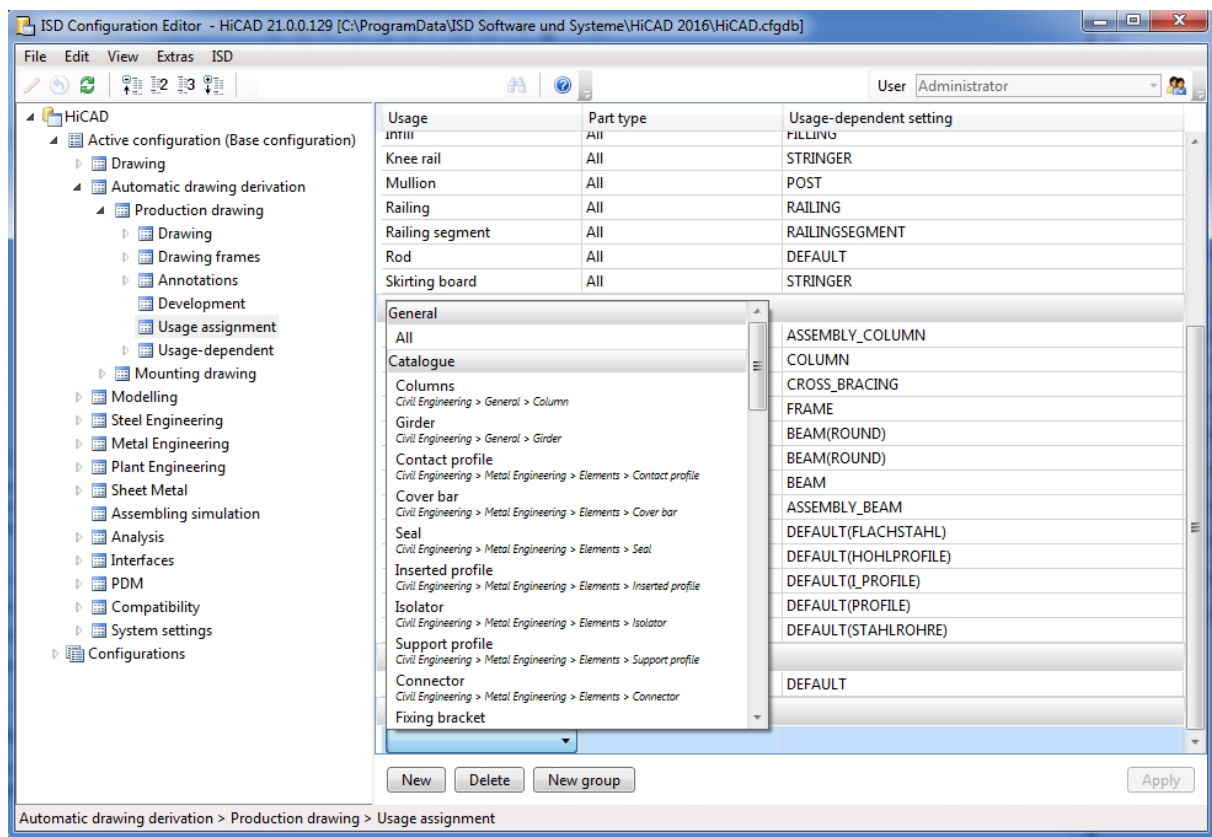 ISD Configuration Editor - HiCAD 21.0.0.129 [C:\ProgramData\ISD Software und Systeme\HiCAD 2016\HiCAD.cfgdb]
File Edit View Extras ISD
User Administrator
HiCAD
Active configuration (Base configuration)
Drawing
Automatic drawing derivation
Production drawing
Drawing
Drawing frames
Annotations
Development
Usage assignment
Usage-dependent
Mounting drawing
Modelling
Steel Engineering
Metal Engineering
Plant Engineering
Sheet Metal
Assembling simulation
Analysis
Interfaces
PDM
Compatibility
System settings
Configurations
Usage Part type Usage-dependent setting
Infill All FILLING
Knee rail All STRINGER
Mullion All POST
Railing All RAILING
Railing segment All RAILINGSEGMENT
Rod All DEFAULT
Skirting board All STRINGER
General
All
Catalogue
Columns
Civil Engineering > General > Column
Girder
Civil Engineering > General > Girder
Contact profile
Civil Engineering > Metal Engineering > Elements > Contact profile
Cover bar
Civil Engineering > Metal Engineering > Elements > Cover bar
Seal
Civil Engineering > Metal Engineering > Elements > Seal
Inserted profile
Civil Engineering > Metal Engineering > Elements > Inserted profile
Isolator
Civil Engineering > Metal Engineering > Elements > Isolator
Support profile
Civil Engineering > Metal Engineering > Elements > Support profile
Connector
Civil Engineering > Metal Engineering > Elements > Connector
Fixing bracket
ASSEMBLY_COLUMN
COLUMN
CROSS_BRACING
FRAME
BEAM(ROUND)
BEAM(ROUND)
BEAM
ASSEMBLY_BEAM
DEFAULT(FLACHSTAHL)
DEFAULT(HOHLPROFILE)
DEFAULT(I_PROFILE)
DEFAULT(PROFILE)
DEFAULT(STAHLROHRE)
DEFAULT
New Delete New group Apply
Automatic drawing derivation > Production drawing > Usage assignment